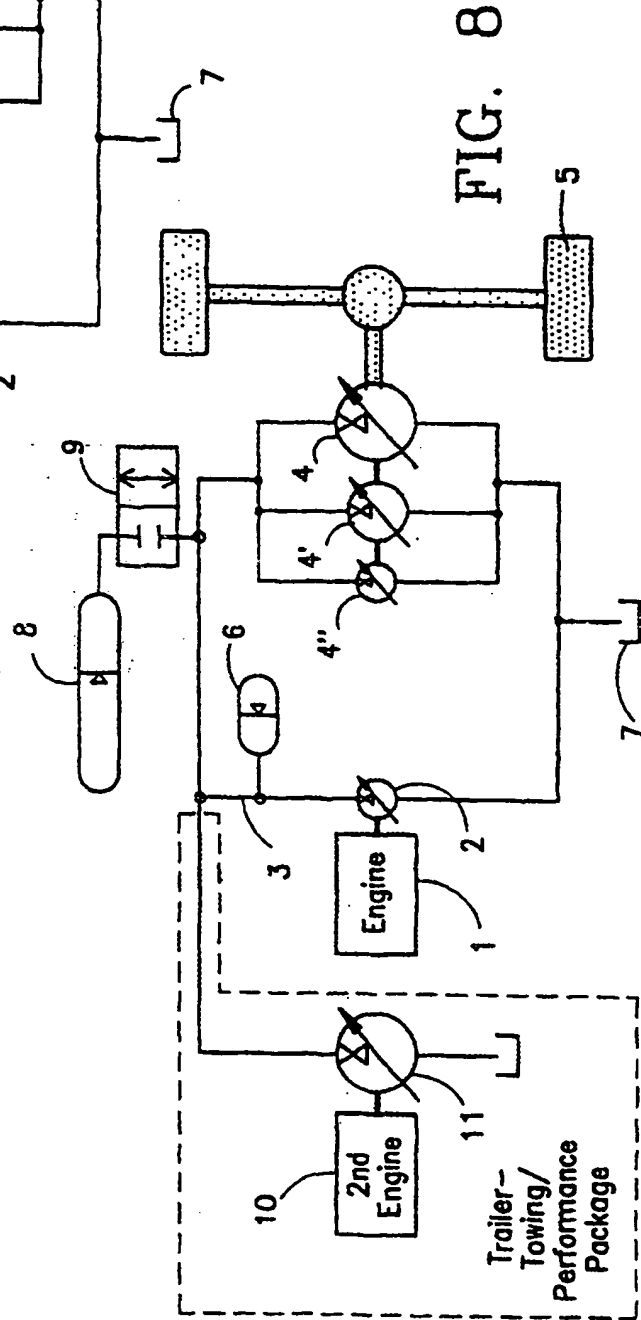 7
2
FIG. 8
5
9
8
4
4'
4"
6
7
3
2
Engine
1
10
2nd
Engine
11
Trailer-
Towing/
Performance
Package